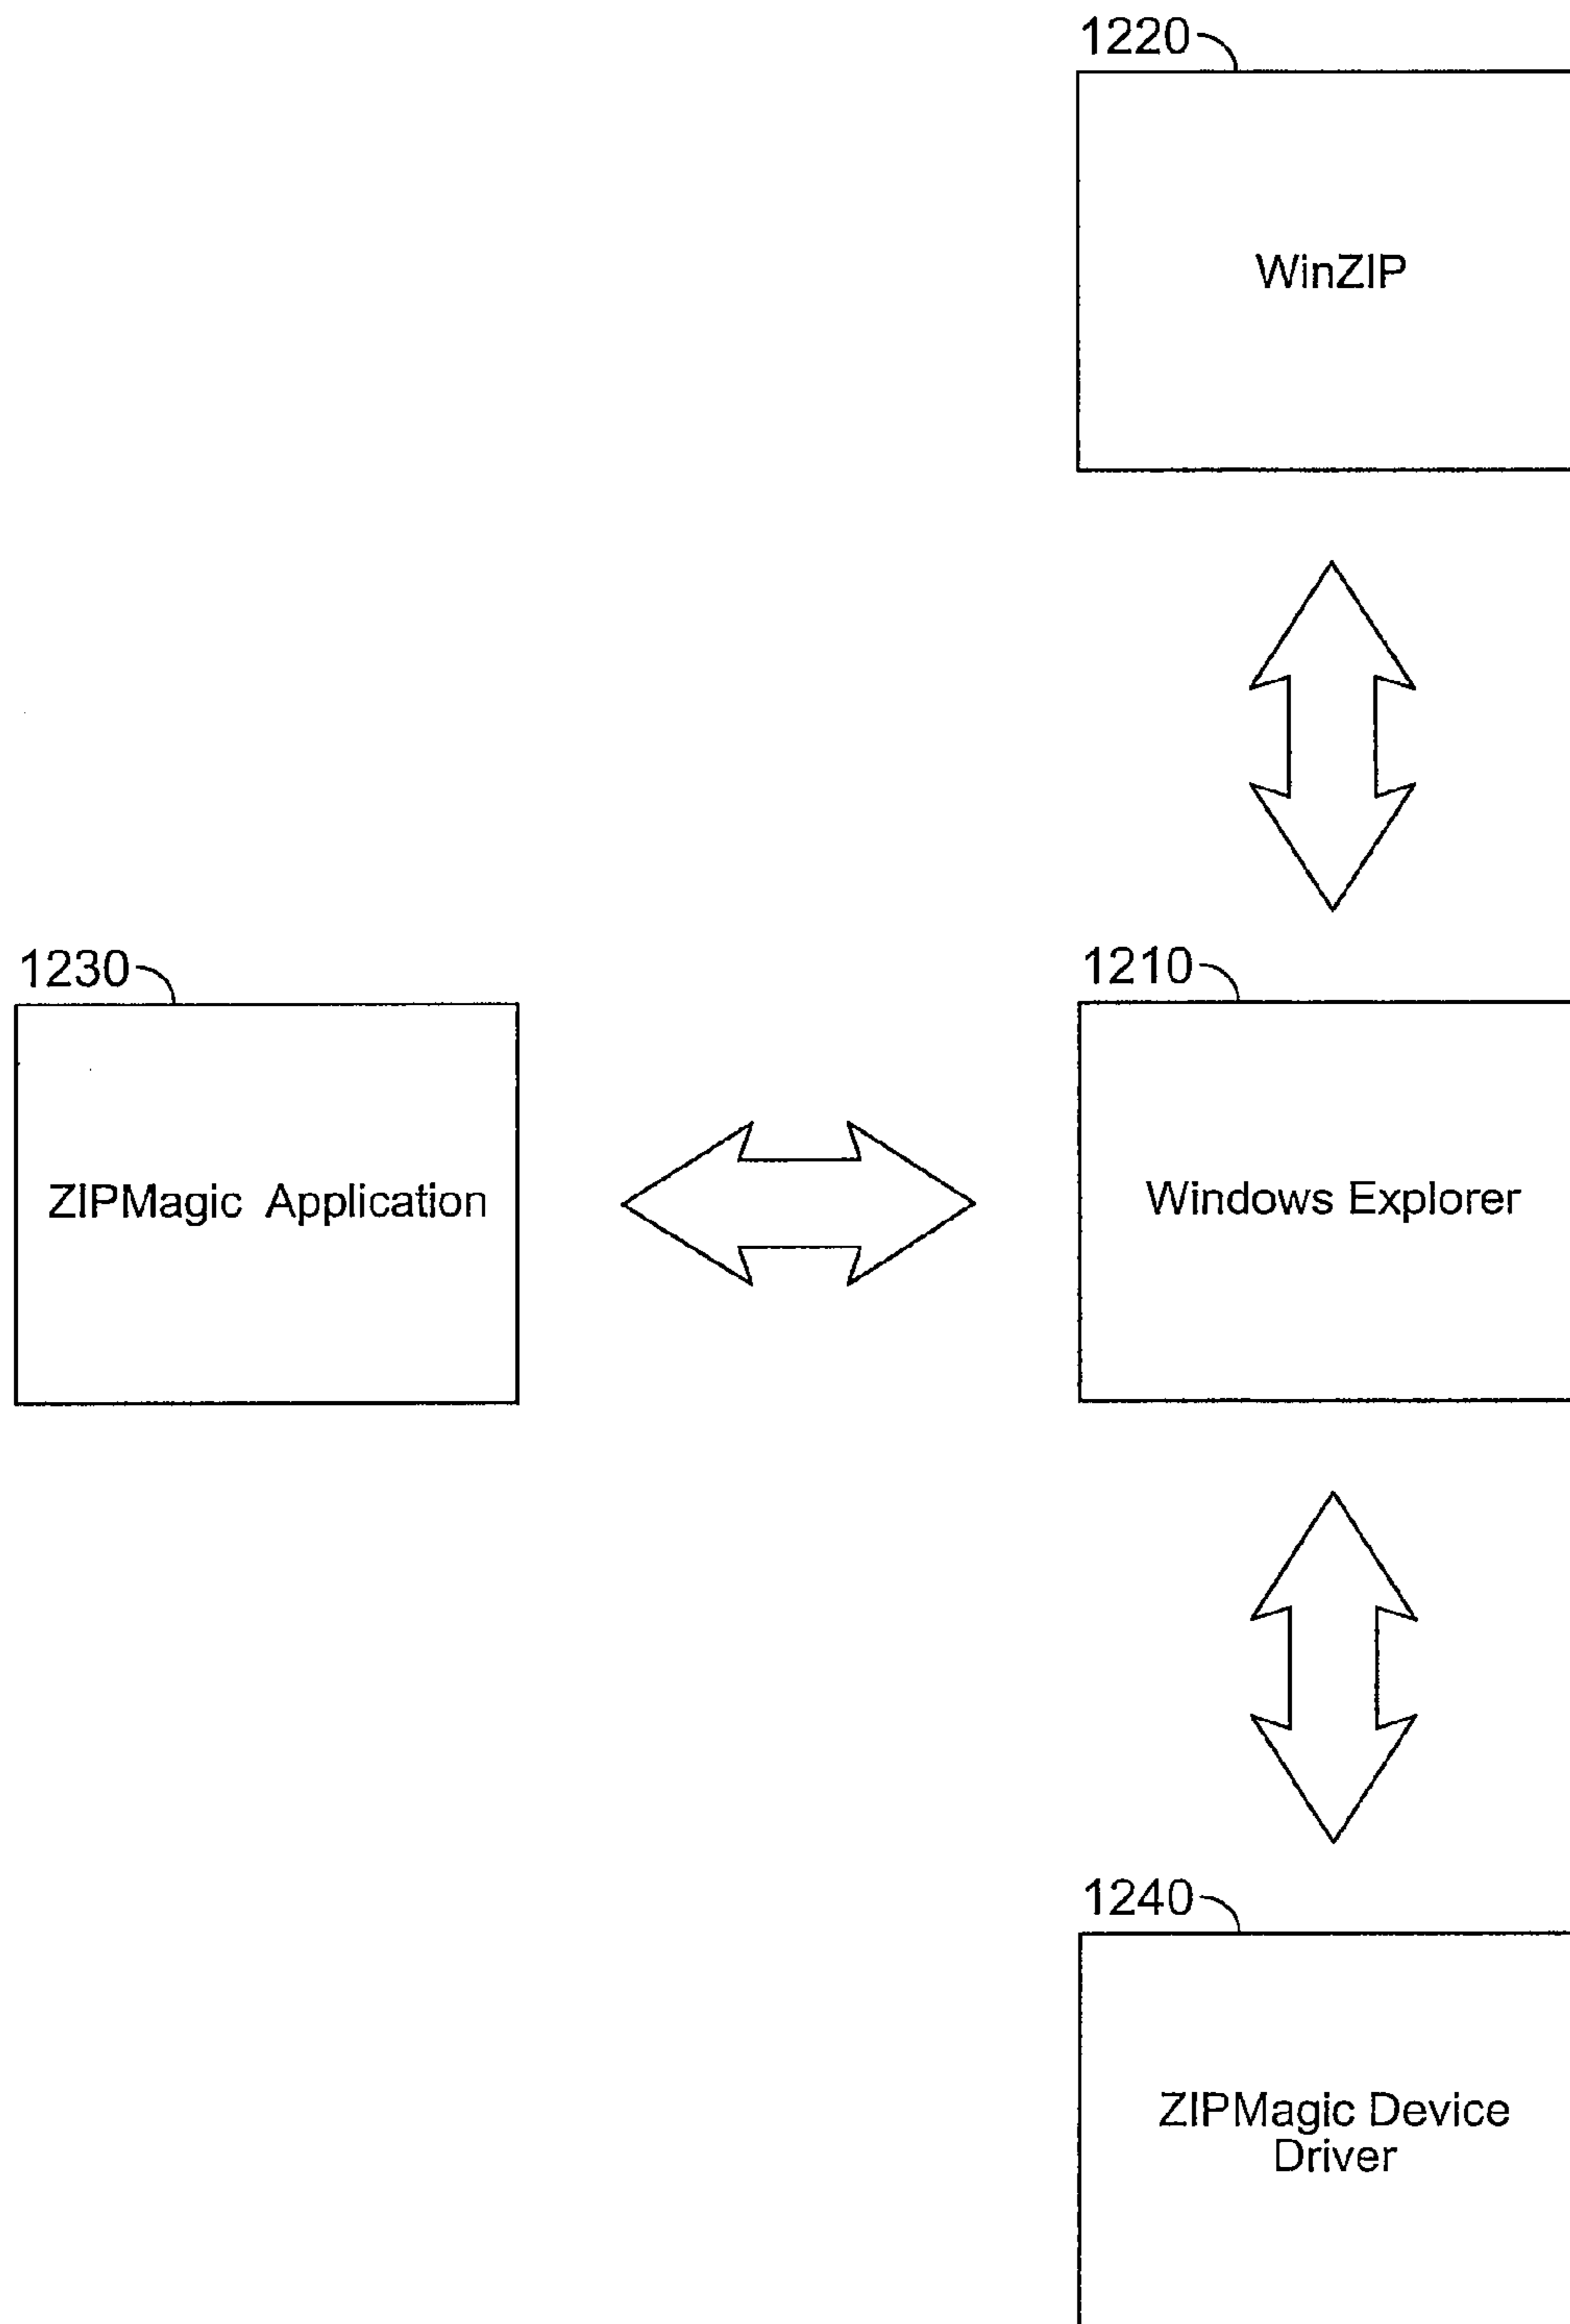 1220
WinZIP
1230
ZIPMagic Application
1210
Windows Explorer
1240
ZIPMagic Device
Driver